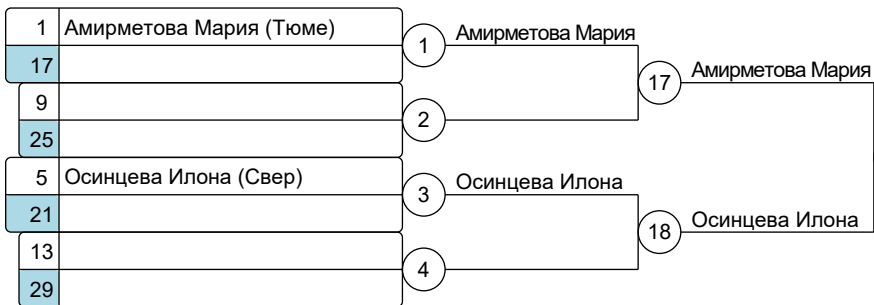 1 Амирметова Мария (Тюме)
17
9
25
5 Осинцева Илона (Свер)
21
13
29
1 Амирметова Мария
2
3 Осинцева Илона
4
17 Амирметова Мария
18 Осинцева Илона